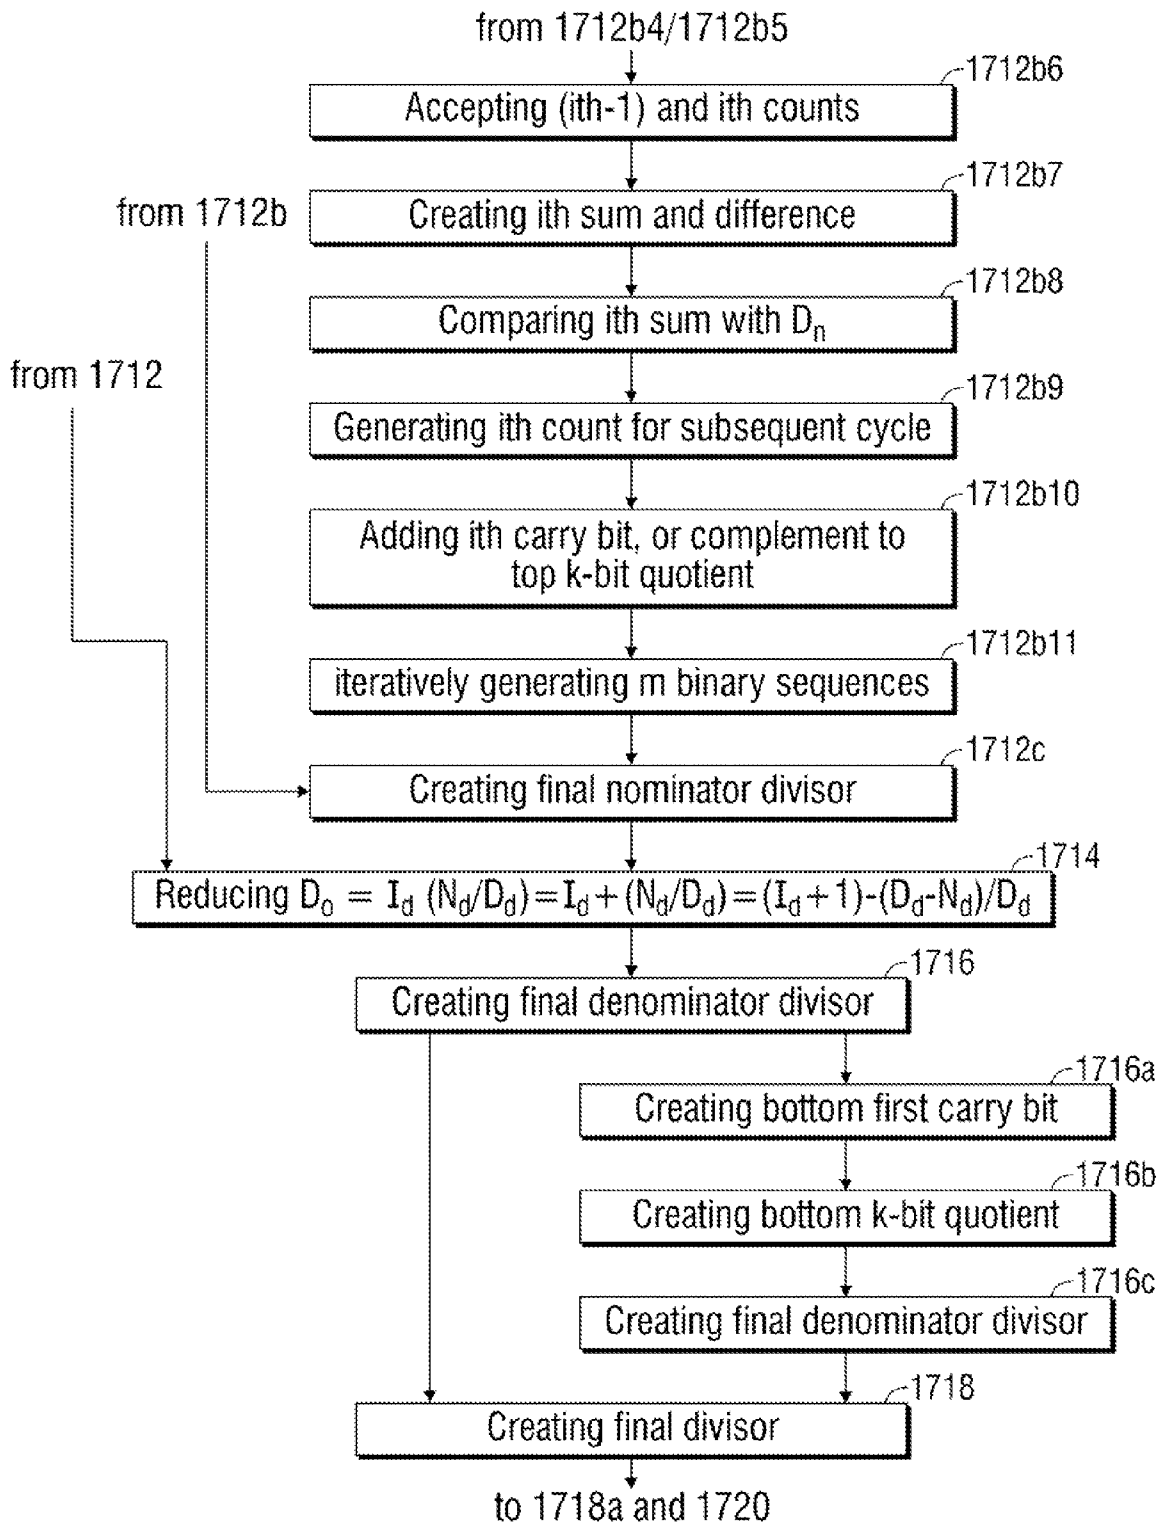 from 1712b4/1712b5
1712b6
Accepting (ith-1) and ith counts
1712b7
from 1712b
Creating ith sum and difference
1712b8
Comparing ith sum with Dn
from 1712
1712b9
Generating ith count for subsequent cycle
1712b10
Adding ith carry bit, or complement to
top k-bit quotient
1712b11
iteratively generating m binary sequences
1712c
Creating final nominator divisor
1714
Reducing Do = Id (Nd/Dd)=Id+(Nd/Dd)=(Id+1)-(Dd-Nd)/Dd
1716
Creating final denominator divisor
1716a
Creating bottom first carry bit
1716b
Creating bottom k-bit quotient
1716c
Creating final denominator divisor
1718
Creating final divisor
to 1718a and 1720